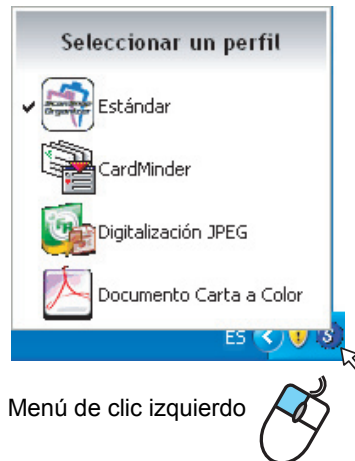 Seleccionar un perfil
Estándar
CardMinder
Digitalización JPEG
Documento Carta a Color
ES
S
Menú de clic izquierdo